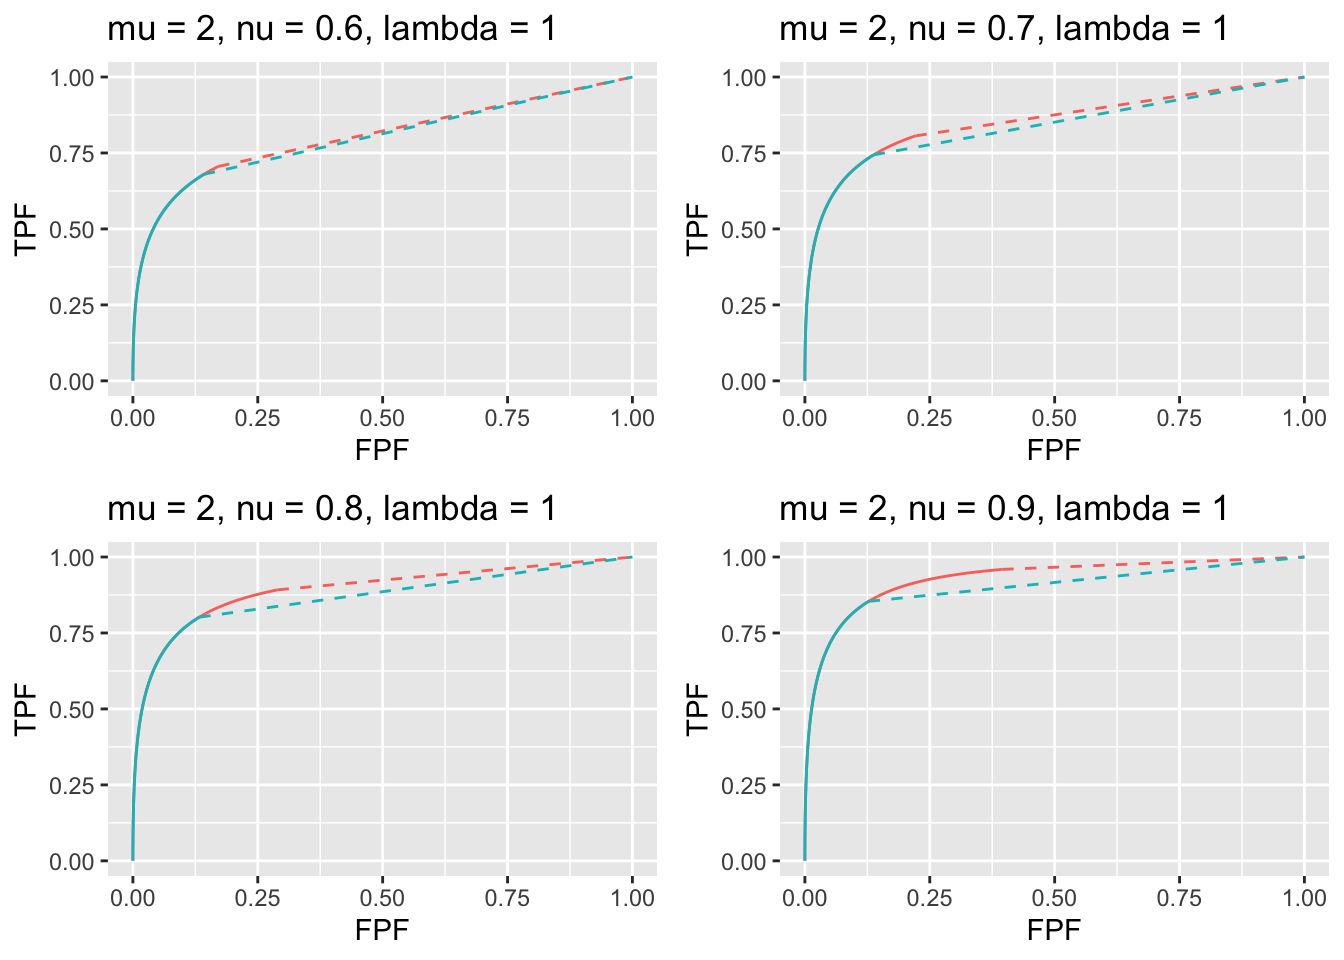 mu = 2, nu = 0.6, lambda = 1
1.00
0.75
0.50
0.25
0.00
TPF
0.00 0.25 0.50 0.75 1.00
FPF
mu = 2, nu = 0.7, lambda = 1
1.00
0.75
0.50
0.25
0.00
TPF
0.00 0.25 0.50 0.75 1.00
FPF
mu = 2, nu = 0.8, lambda = 1
1.00
0.75
0.50
0.25
0.00
TPF
0.00 0.25 0.50 0.75 1.00
FPF
mu = 2, nu = 0.9, lambda = 1
1.00
0.75
0.50
0.25
0.00
TPF
0.00 0.25 0.50 0.75 1.00
FPF